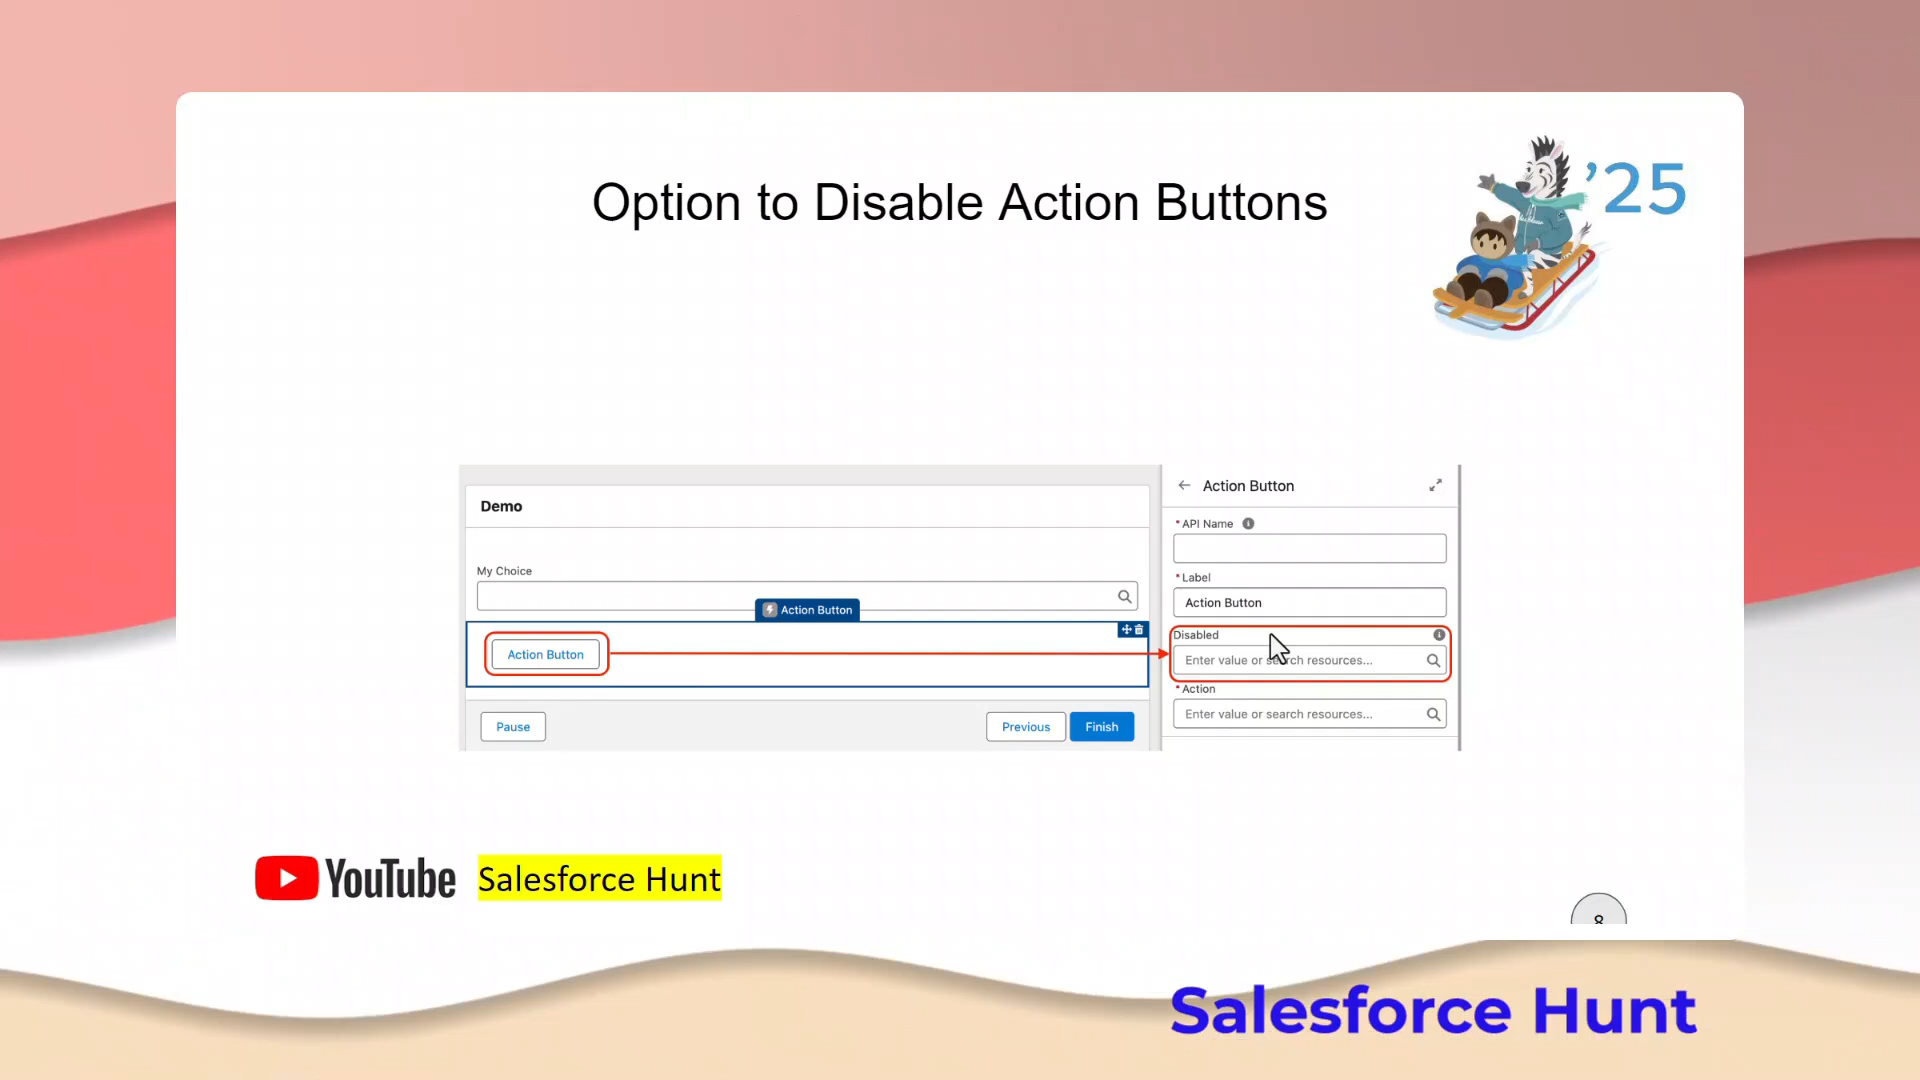 Option to Disable Action Buttons
’25
Demo
My Choice
Action Button
Action Button
Pause
Previous
Finish
Action Button
* API Name
* Label
Action Button
Disabled
Enter value or search resources...
* Action
Enter value or search resources...
YouTube
Salesforce Hunt
8
Salesforce Hunt